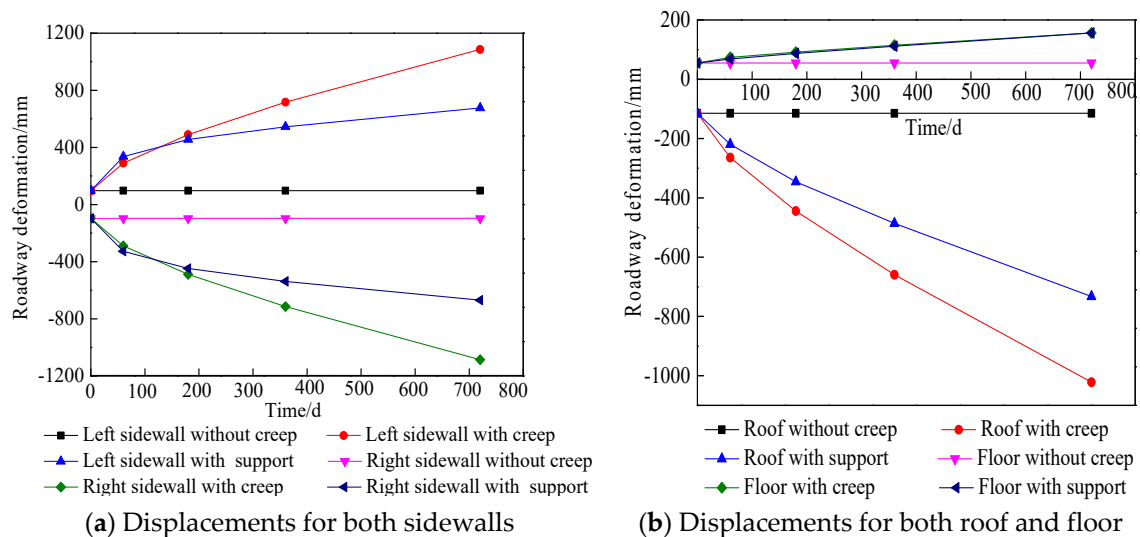 1200
800
400
0
-400
-800
-1200
Roadway deformation/mm
0 100 200 300 400 500 600 700 800
Time/d
Left sidewall without creep Left sidewall with creep
Left sidewall with support Right sidewall without creep
Right sidewall with creep Right sidewall with support
(a) Displacements for both sidewalls
200
100
0
-200
-400
-600
-800
-1000
Roadway deformation/mm
100 200 300 400 500 600 700 800
Time/d
Roof without creep Roof with creep
Roof with support Floor without creep
Floor with creep Floor with support
(b) Displacements for both roof and floor